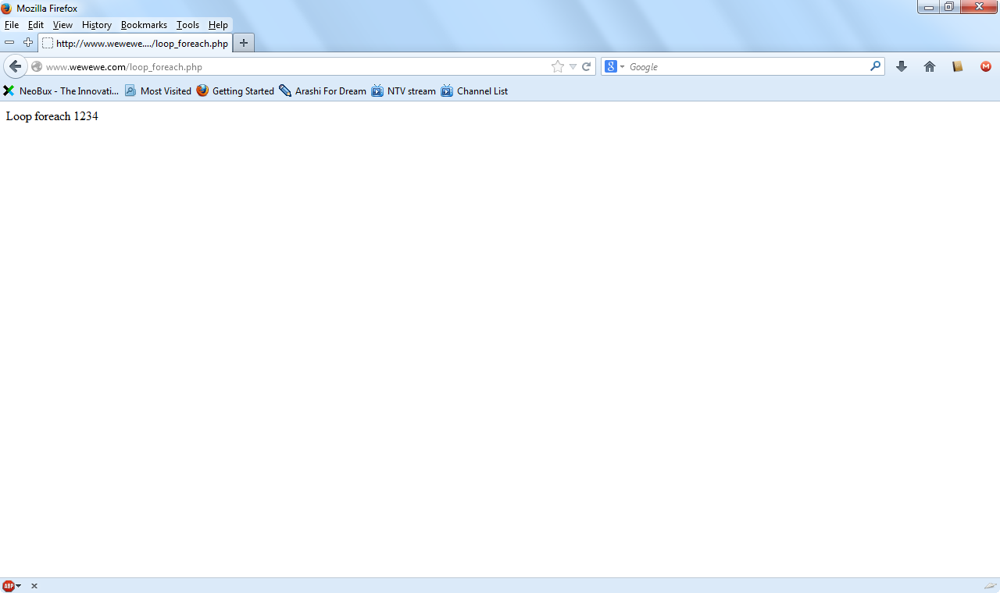 Mozilla Firefox
File Edit View History Bookmarks Tools Help
http://www.wewewe..../loop_foreach.php
www.wewewe.com/loop_foreach.php
Google
NeoBux - The Innovati... Most Visited Getting Started Arashi For Dream NTV stream Channel List
Loop foreach 1234
ABP